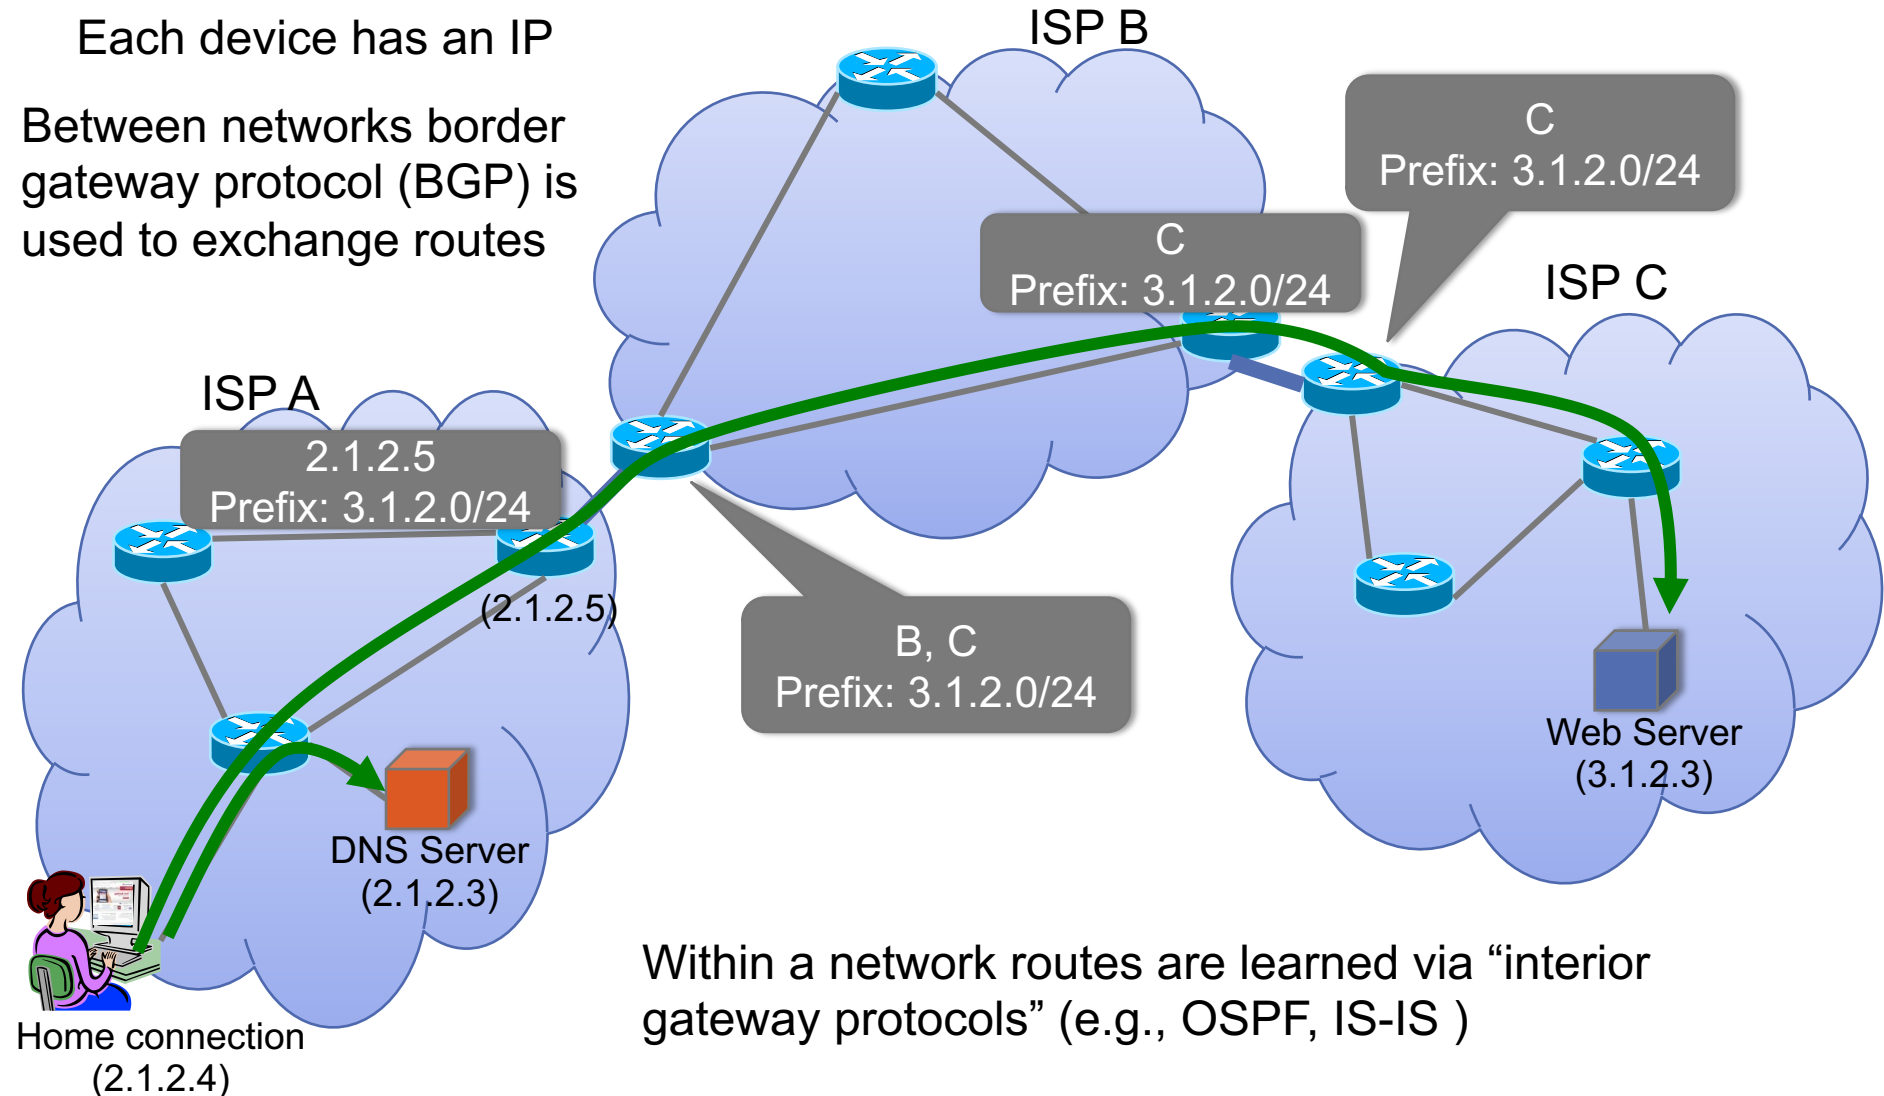 Each device has an IP
Between networks border
gateway protocol (BGP) is
used to exchange routes
ISP B
C
Prefix: 3.1.2.0/24
C
Prefix: 3.1.2.0/24
ISP C
ISP A
2.1.2.5
Prefix: 3.1.2.0/24
(2.1.2.5)
B, C
Prefix: 3.1.2.0/24
Web Server
(3.1.2.3)
DNS Server
(2.1.2.3)
Within a network routes are learned via “interior
gateway protocols” (e.g., OSPF, IS-IS )
Home connection
(2.1.2.4)